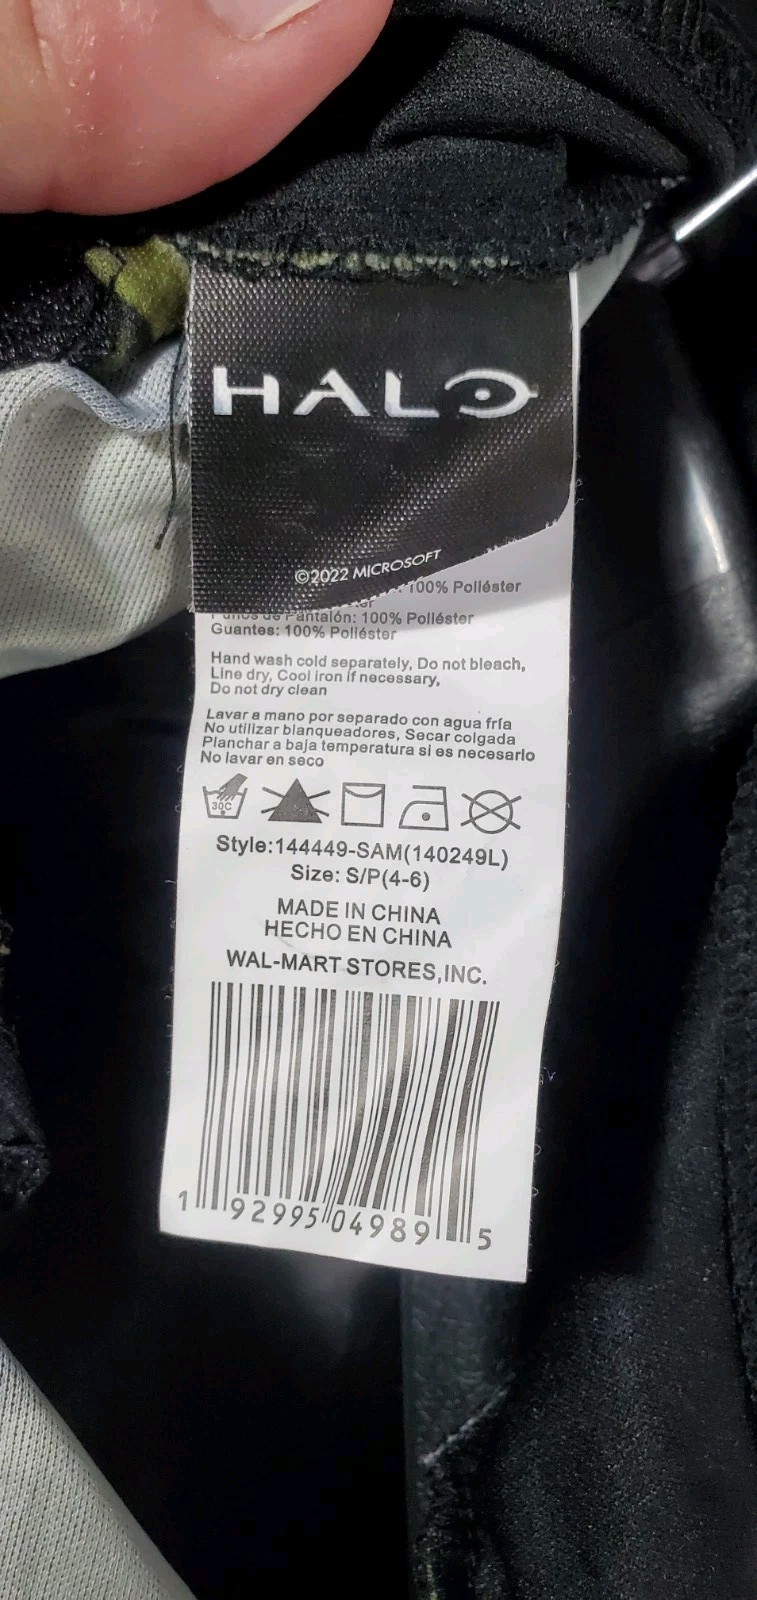 HALO
©2022 MICROSOFT
100% Poliéster
Puños de Pantalón: 100% Poliéster
Guantes: 100% Poliéster
Hand wash cold separately, Do not bleach,
Line dry, Cool iron if necessary,
Do not dry clean
Lavar a mano por separado con agua fría
No utilizar blanqueadores, Secar colgada
Planchar a baja temperatura si es necesario
No lavar en seco
30C
Style:144449-SAM(140249L)
Size: S/P(4-6)
MADE IN CHINA
HECHO EN CHINA
WAL-MART STORES,INC.
1 92995 04989 5